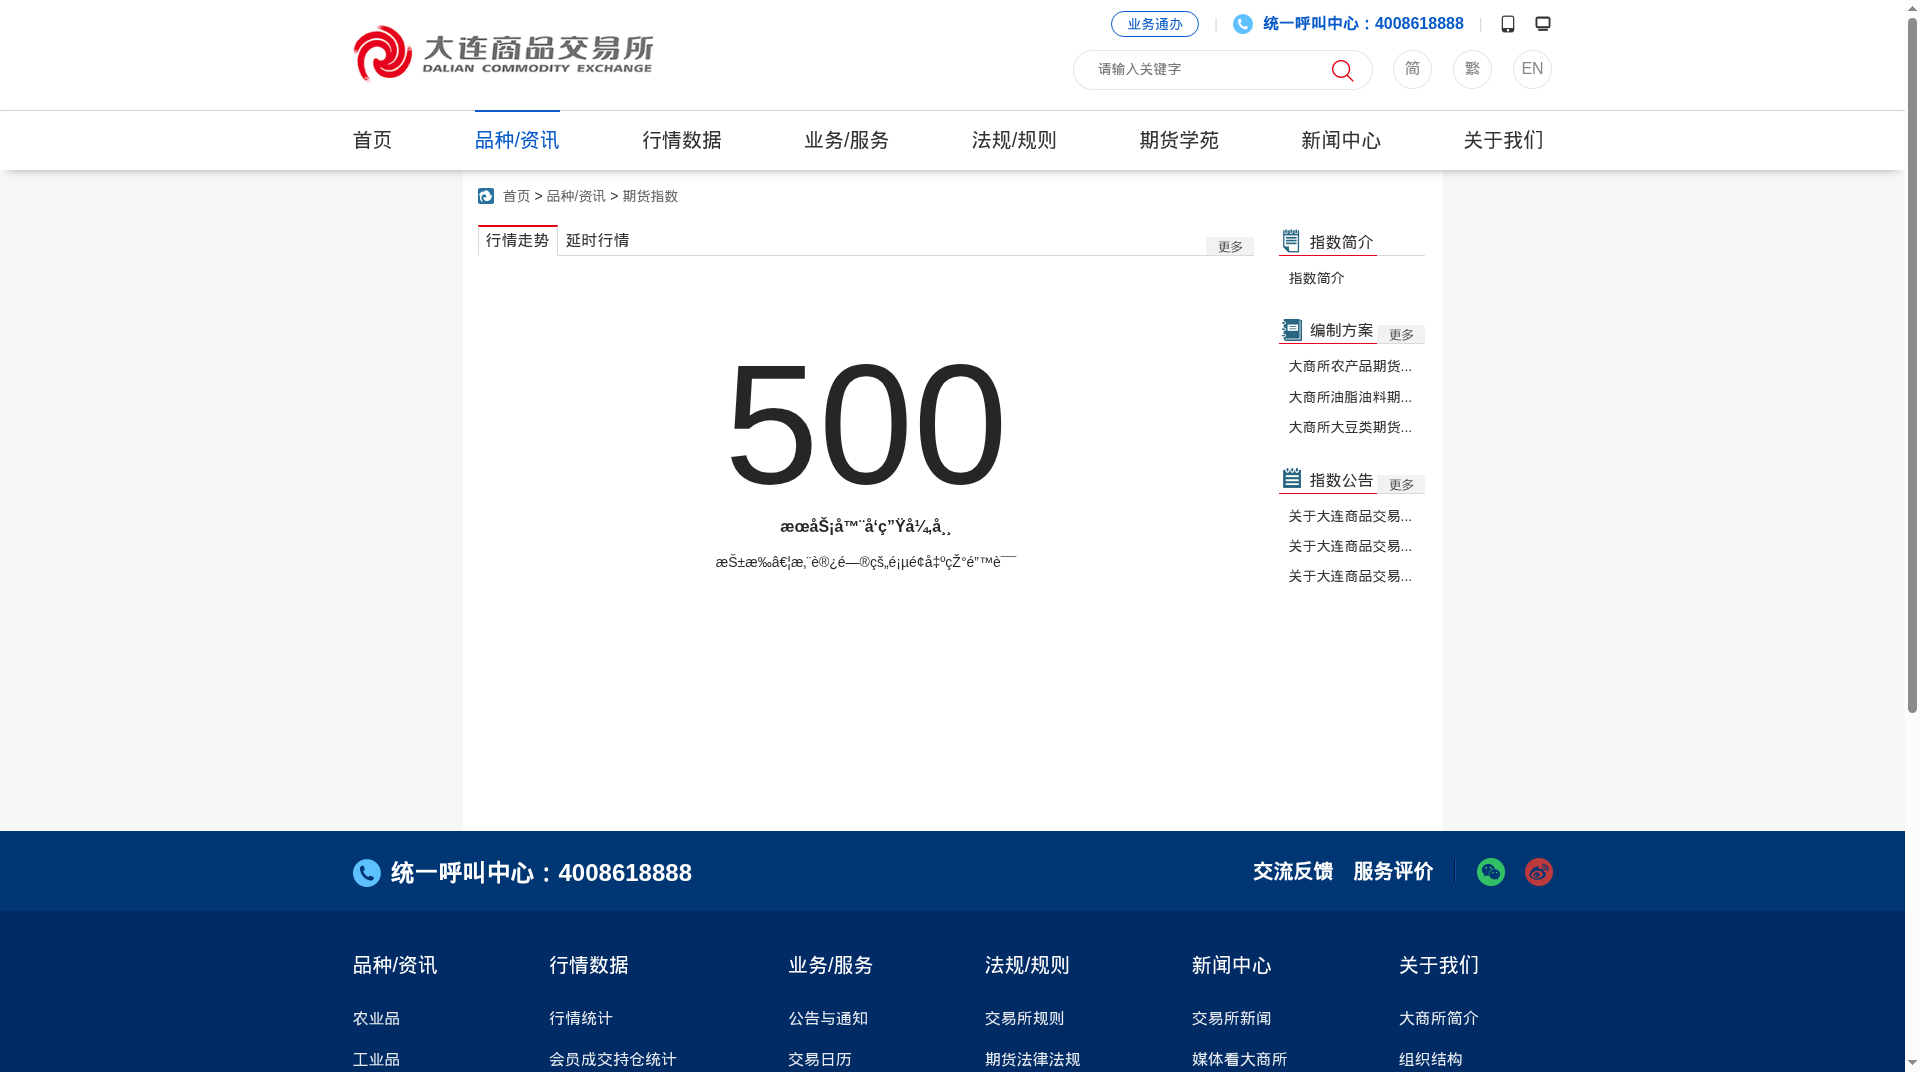 大连商品交易所
DALIAN COMMODITY EXCHANGE
业务通办 | 统一呼叫中心：4008618888 |
请输入关键字 简 繁 EN
首页 品种/资讯 行情数据 业务/服务 法规/规则 期货学苑 新闻中心 关于我们
首页 > 品种/资讯 > 期货指数
行情走势 延时行情 更多
指数简介
指数简介
编制方案 更多
大商所农产品期货...
大商所油脂油料期...
大商所大豆类期货...
指数公告 更多
关于大连商品交易...
关于大连商品交易...
关于大连商品交易...
500
æœåŠ¡å™¨å‘ç”Ÿå¼‚å¸¸
æŠ±æ‰â€¦æ‚¨è®¿é—®çš„é¡µé¢å‡ºçŽ°é”™è¯¯
统一呼叫中心：4008618888
交流反馈 服务评价
品种/资讯 行情数据 业务/服务 法规/规则 新闻中心 关于我们
农业品 行情统计 公告与通知 交易所规则 交易所新闻 大商所简介
工业品 会员成交持仓统计 交易日历 期货法律法规 媒体看大商所 组织结构